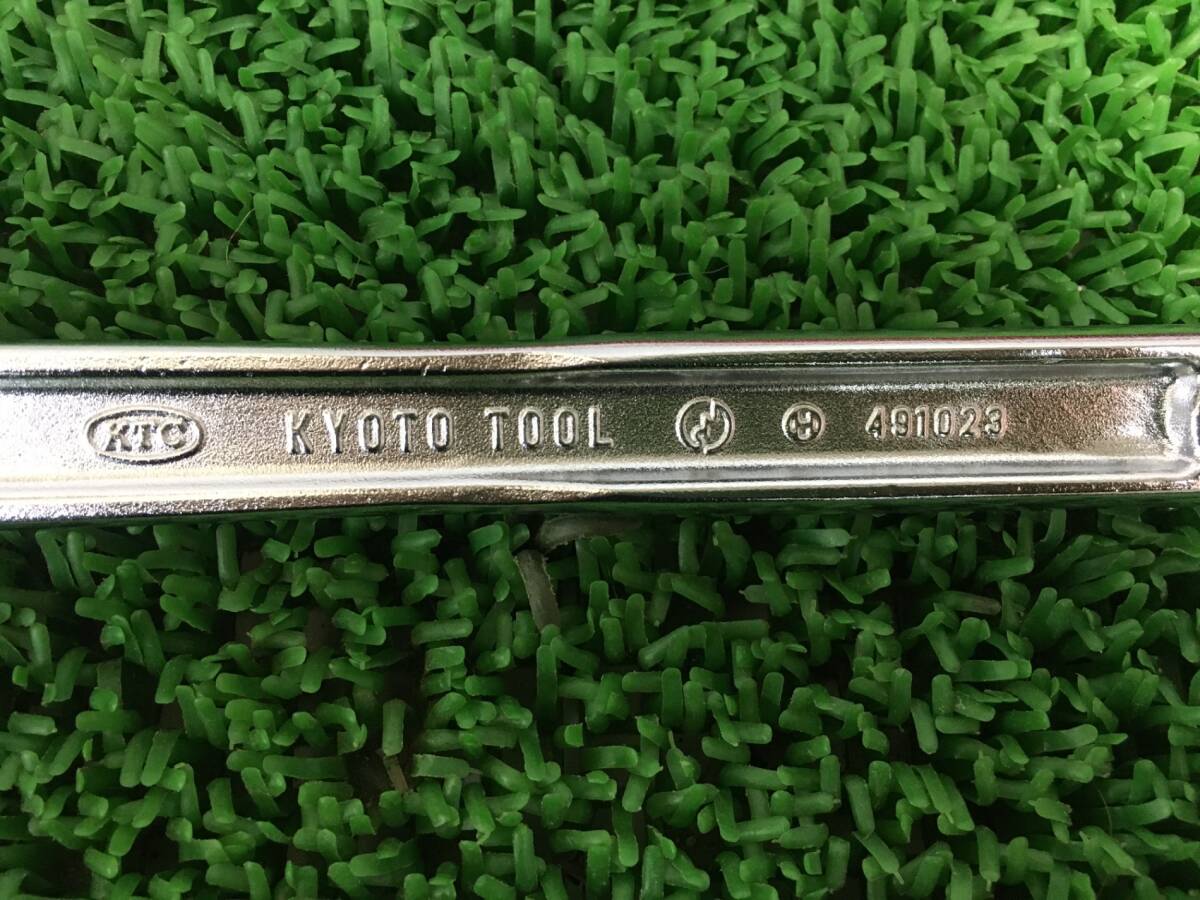 KTC KYOTO TOOL H 491023